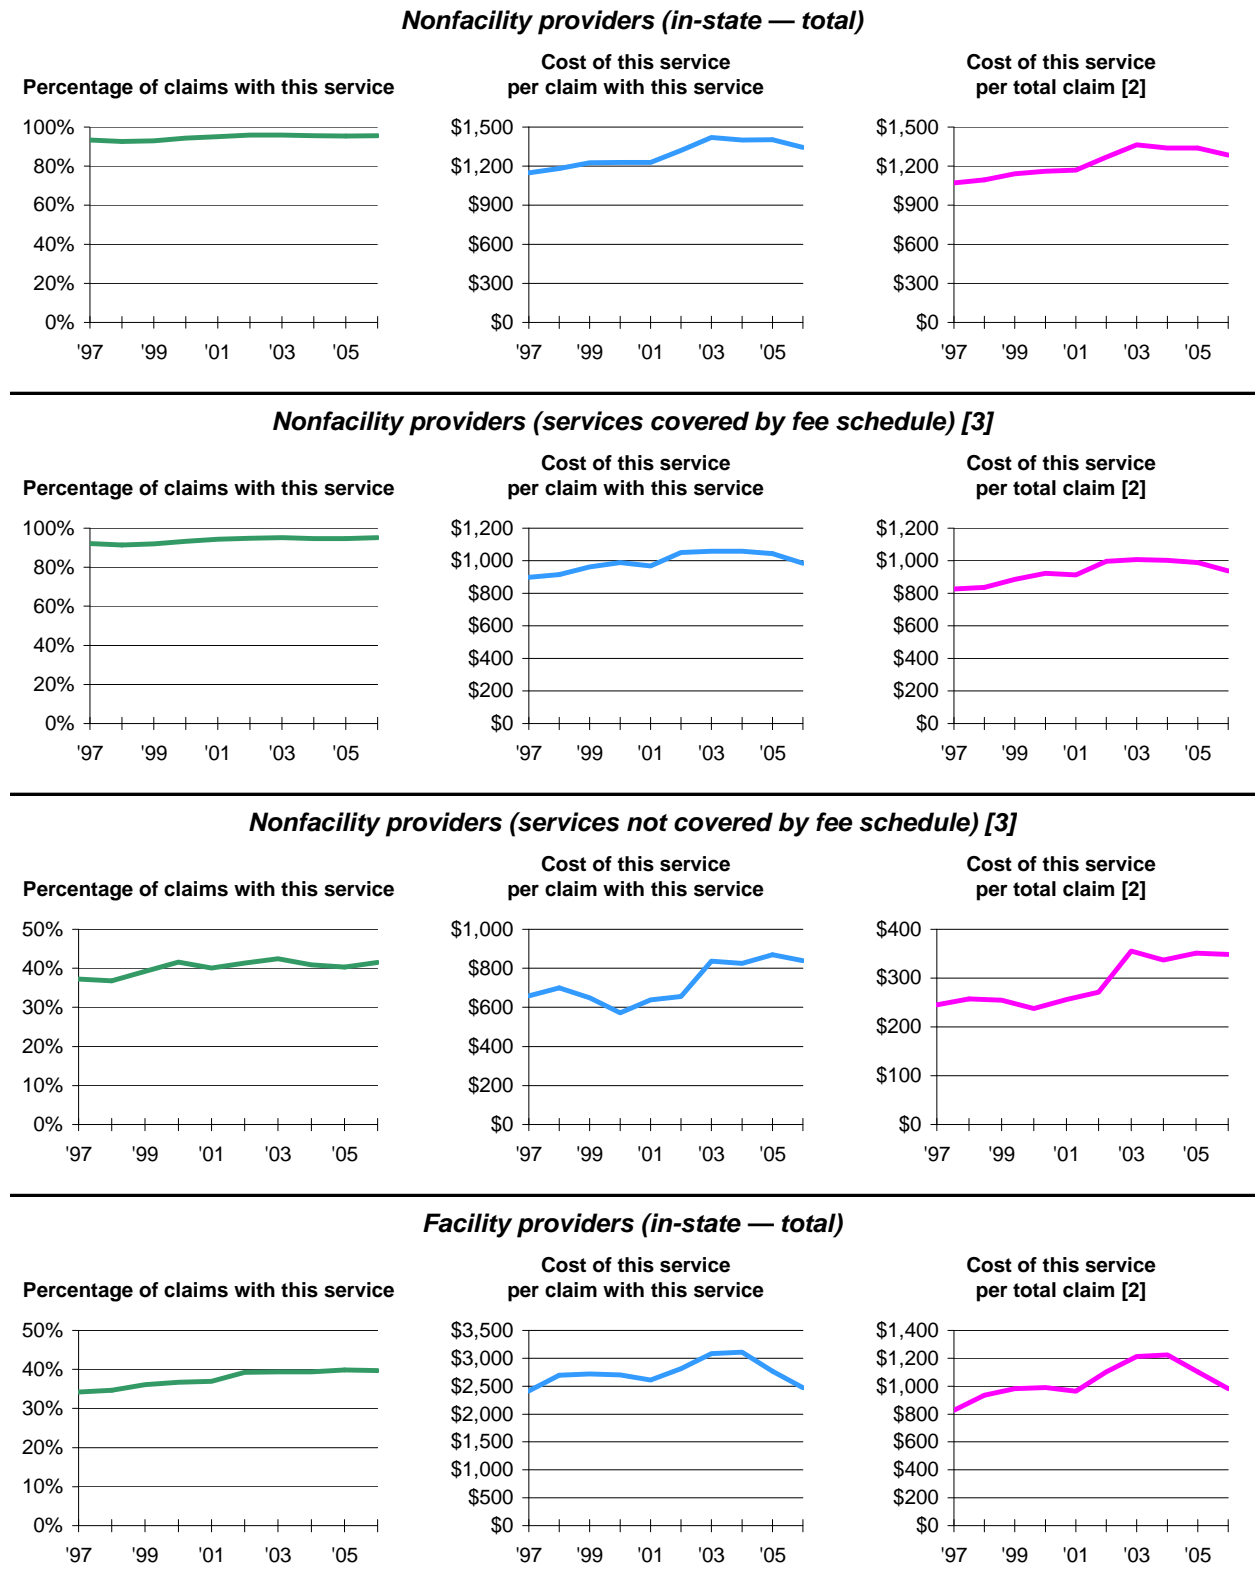 Nonfacility providers (in-state — total)
Percentage of claims with this service
Cost of this service
per claim with this service
Cost of this service
per total claim [2]
100%
80%
60%
40%
20%
0%
'97 '99 '01 '03 '05
$1,500
$1,200
$900
$600
$300
$0
'97 '99 '01 '03 '05
$1,500
$1,200
$900
$600
$300
$0
'97 '99 '01 '03 '05
Nonfacility providers (services covered by fee schedule) [3]
Percentage of claims with this service
Cost of this service
per claim with this service
Cost of this service
per total claim [2]
100%
80%
60%
40%
20%
0%
'97 '99 '01 '03 '05
$1,200
$1,000
$800
$600
$400
$200
$0
'97 '99 '01 '03 '05
$1,200
$1,000
$800
$600
$400
$200
$0
'97 '99 '01 '03 '05
Nonfacility providers (services not covered by fee schedule) [3]
Percentage of claims with this service
Cost of this service
per claim with this service
Cost of this service
per total claim [2]
50%
40%
30%
20%
10%
0%
'97 '99 '01 '03 '05
$1,000
$800
$600
$400
$200
$0
'97 '99 '01 '03 '05
$400
$300
$200
$100
$0
'97 '99 '01 '03 '05
Facility providers (in-state — total)
Percentage of claims with this service
Cost of this service
per claim with this service
Cost of this service
per total claim [2]
50%
40%
30%
20%
10%
0%
'97 '99 '01 '03 '05
$3,500
$3,000
$2,500
$2,000
$1,500
$1,000
$500
$0
'97 '99 '01 '03 '05
$1,400
$1,200
$1,000
$800
$600
$400
$200
$0
'97 '99 '01 '03 '05